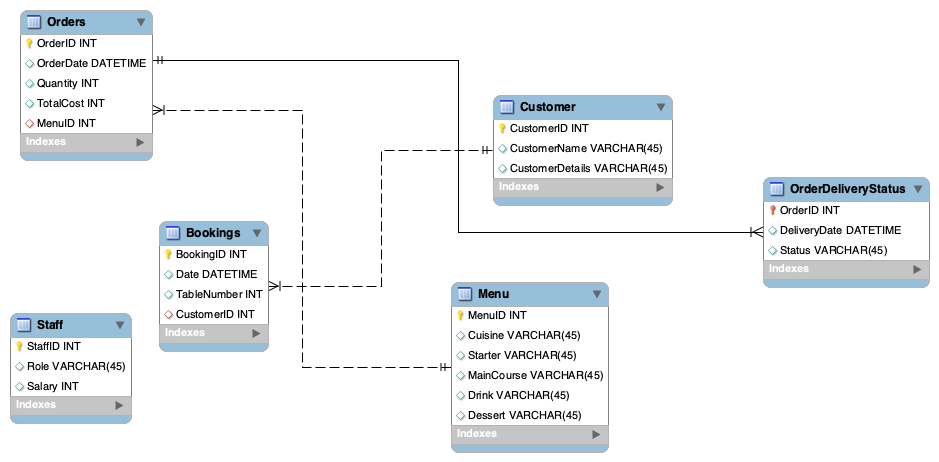 Orders
OrderID INT
OrderDate DATETIME
Quantity INT
TotalCost INT
MenuID INT
Indexes
Customer
CustomerID INT
CustomerName VARCHAR(45)
CustomerDetails VARCHAR(45)
Indexes
OrderDeliveryStatus
OrderID INT
DeliveryDate DATETIME
Status VARCHAR(45)
Indexes
Bookings
BookingID INT
Date DATETIME
TableNumber INT
CustomerID INT
Indexes
Menu
MenuID INT
Cuisine VARCHAR(45)
Starter VARCHAR(45)
MainCourse VARCHAR(45)
Drink VARCHAR(45)
Dessert VARCHAR(45)
Indexes
Staff
StaffID INT
Role VARCHAR(45)
Salary INT
Indexes